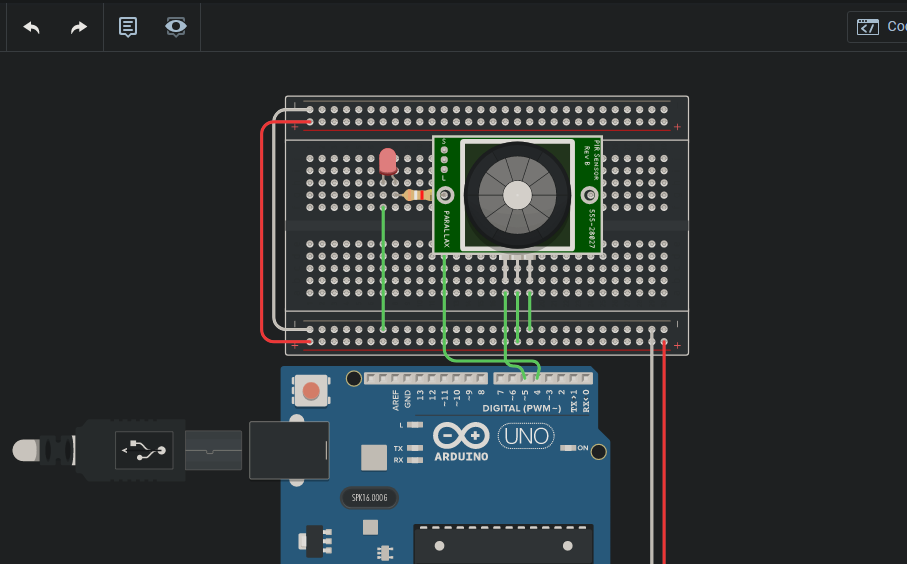 Co
S
L
PARALLAX
PIR SENSOR
REV B
555-28027
AREF
GND
13
12
~11
~10
~9
8
7
~6
~5
4
~3
2
TX→1
RX←0
DIGITAL (PWM~)
L
TX
RX
ARDUINO
UNO
ON
SPK16.000G